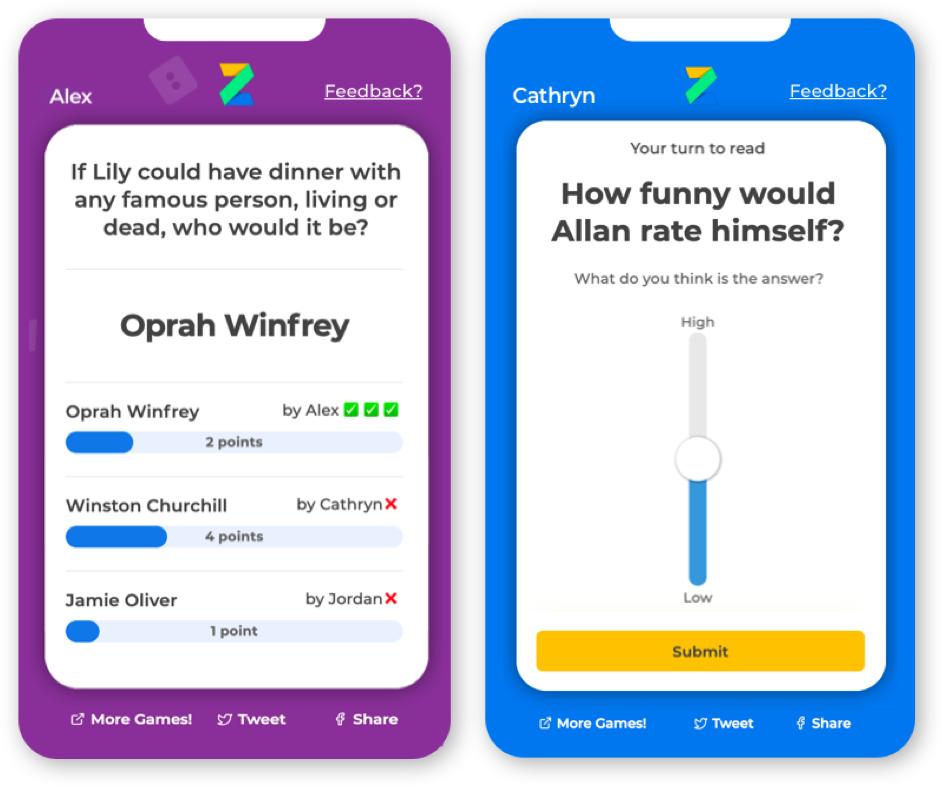 Alex
Feedback?
If Lily could have dinner with
any famous person, living or
dead, who would it be?
Oprah Winfrey
Oprah Winfrey
by Alex ✅ ✅ ✅
2 points
Winston Churchill
by Cathryn ❌
4 points
Jamie Oliver
by Jordan ❌
1 point
More Games!
Tweet
Share
Cathryn
Feedback?
Your turn to read
How funny would
Allan rate himself?
What do you think is the answer?
High
Low
Submit
More Games!
Tweet
Share